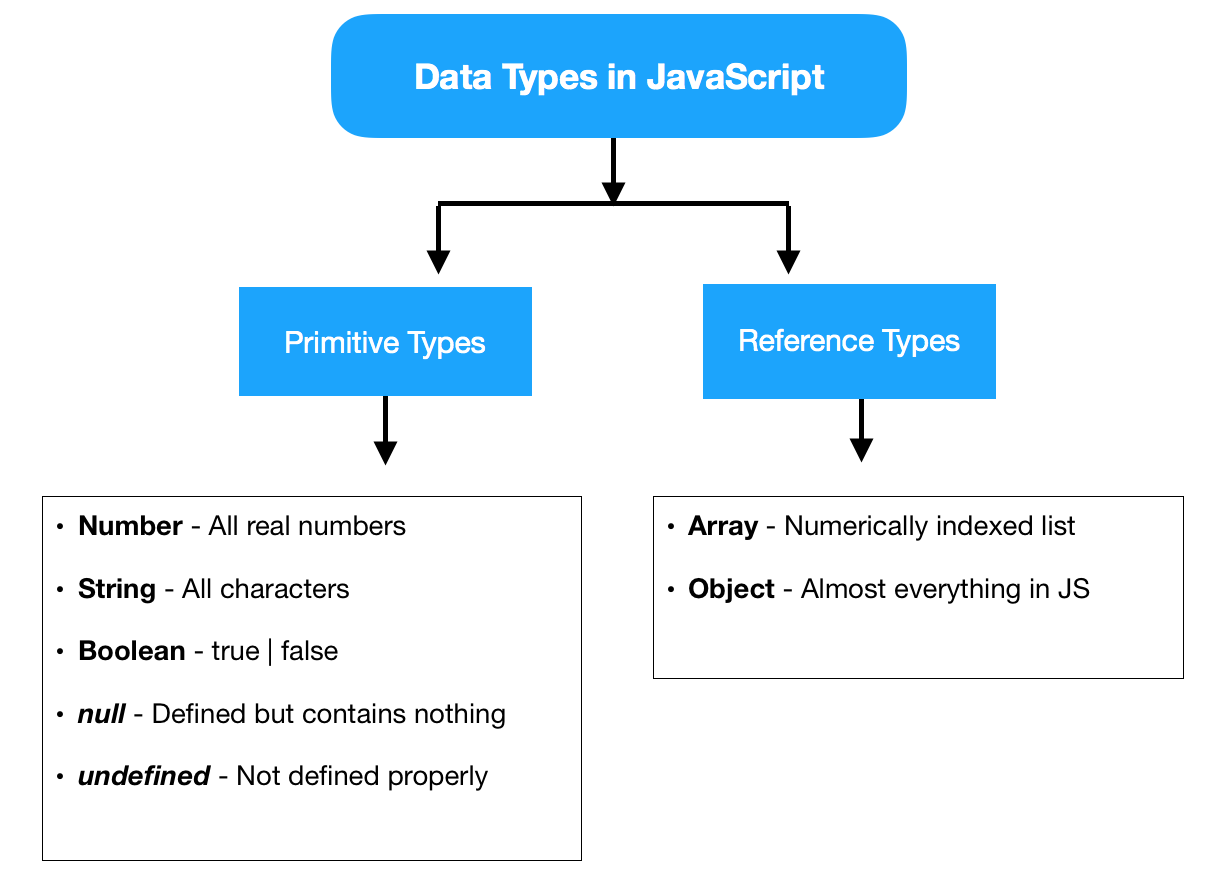 Data Types in JavaScript
Primitive Types
Reference Types
• Number - All real numbers
• String - All characters
• Boolean - true | false
• null - Defined but contains nothing
• undefined - Not defined properly
• Array - Numerically indexed list
• Object - Almost everything in JS